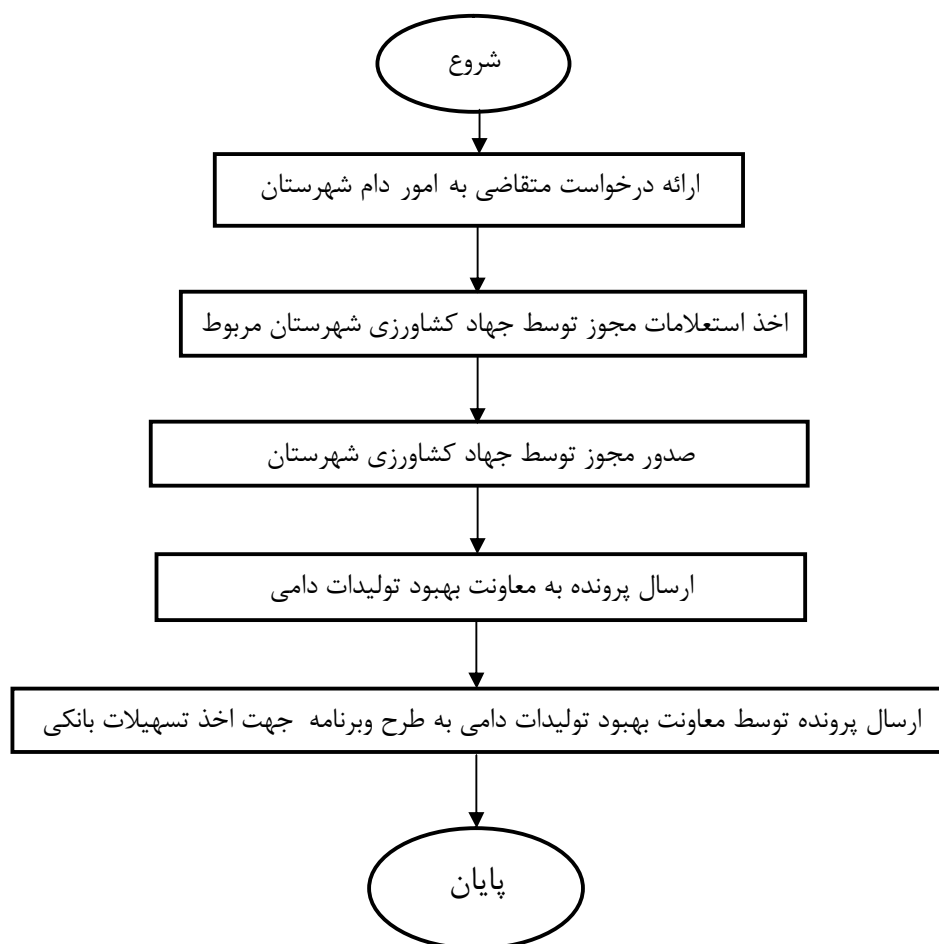 شروع
ارائه درخواست متقاضی به امور دام شهرستان
اخذ استعلامات مجوز توسط جهاد کشاورزی شهرستان مربوط
صدور مجوز توسط جهاد کشاورزی شهرستان
ارسال پرونده به معاونت بهبود تولیدات دامی
ارسال پرونده توسط معاونت بهبود تولیدات دامی به طرح وبرنامه جهت اخذ تسهیلات بانکی
پایان